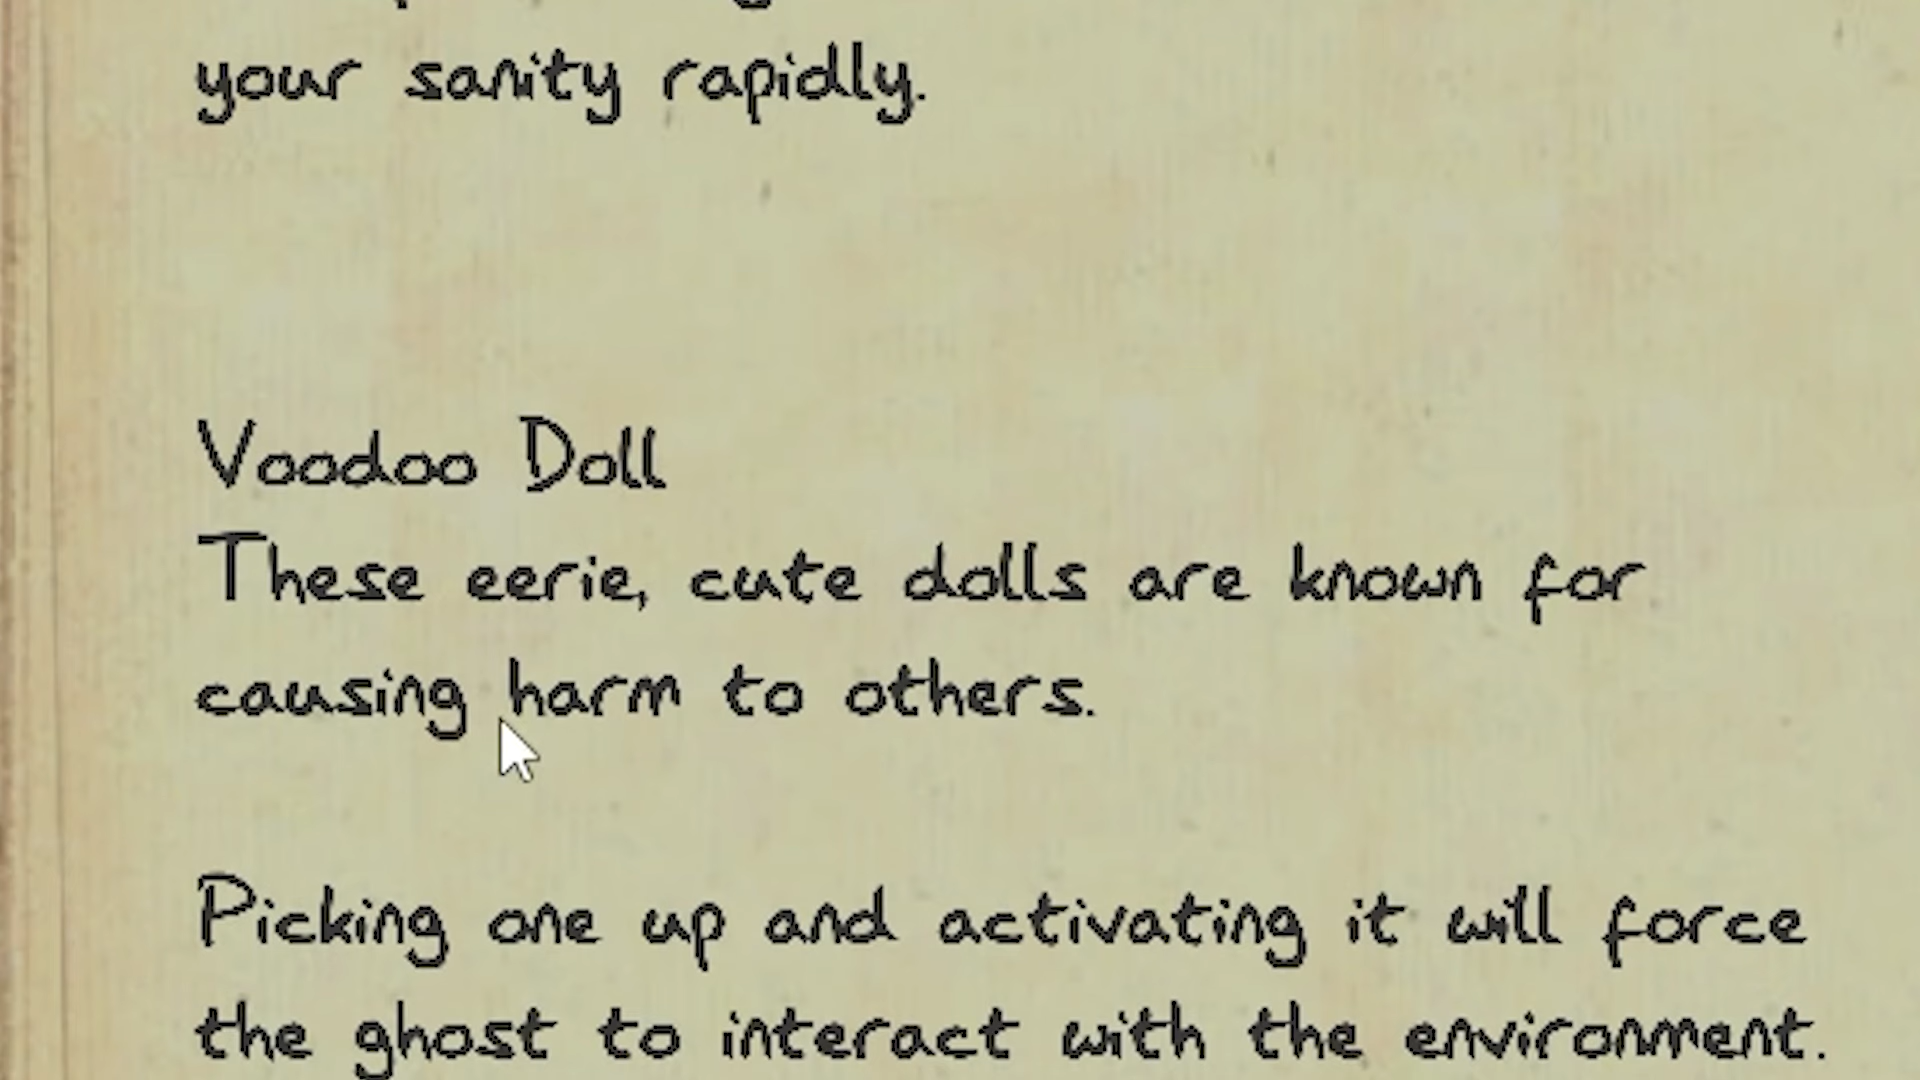 your sanity rapidly.
Voodoo Doll
These eerie, cute dolls are known for
causing harm to others.
Picking one up and activating it will force
the ghost to interact with the environment.